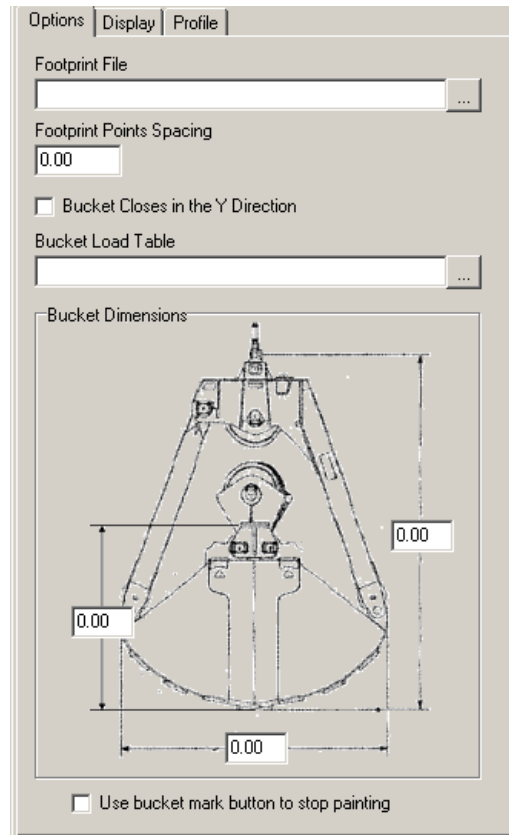 Options Display Profile
Footprint File
...
Footprint Points Spacing
0.00
Bucket Closes in the Y Direction
Bucket Load Table
...
Bucket Dimensions
0.00
0.00
0.00
Use bucket mark button to stop painting